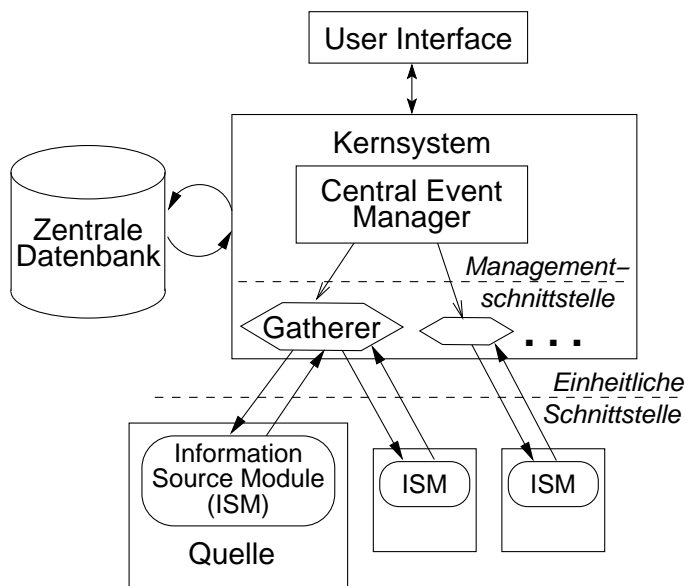 User Interface
Kernsystem
Central Event
Manager
Zentrale
Datenbank
Management–
schnittstelle
Gatherer
. . .
Einheitliche
Schnittstelle
Information
Source Module
(ISM)
ISM
ISM
Quelle